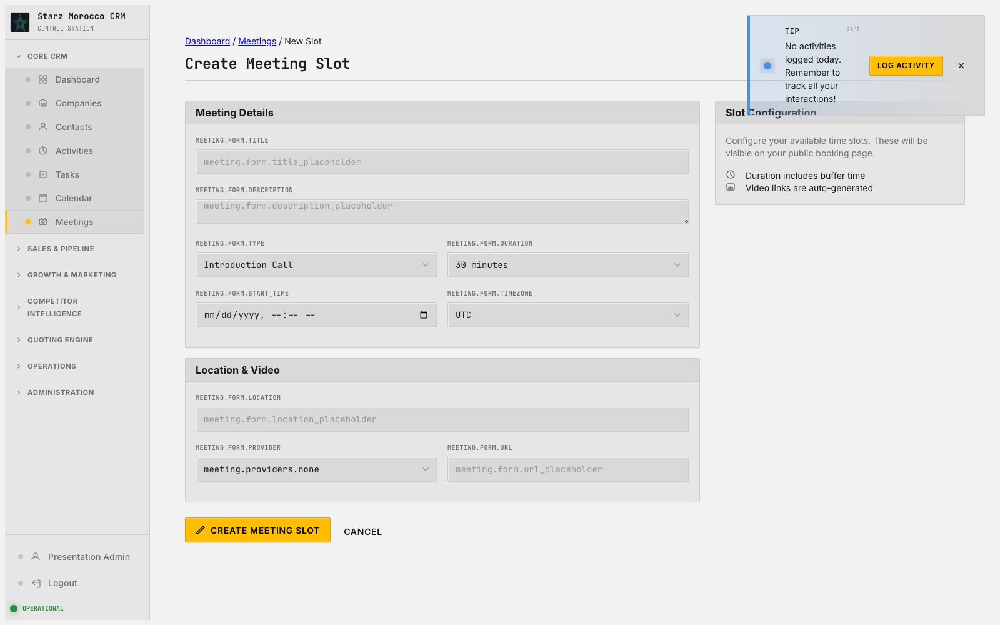 Starz Morocco CRM
CONTROL STATION
CORE CRM
Dashboard
Companies
Contacts
Activities
Tasks
Calendar
Meetings
SALES & PIPELINE
GROWTH & MARKETING
COMPETITOR
INTELLIGENCE
QUOTING ENGINE
OPERATIONS
ADMINISTRATION
Presentation Admin
Logout
OPERATIONAL
Dashboard / Meetings / New Slot
Create Meeting Slot
TIP 22:17
No activities
logged today.
Remember to
track all your
interactions!
LOG ACTIVITY
Meeting Details
MEETING.FORM.TITLE
meeting.form.title_placeholder
MEETING.FORM.DESCRIPTION
meeting.form.description_placeholder
MEETING.FORM.TYPE
Introduction Call
MEETING.FORM.DURATION
30 minutes
MEETING.FORM.START_TIME
mm/dd/yyyy, --:-- --
MEETING.FORM.TIMEZONE
UTC
Location & Video
MEETING.FORM.LOCATION
meeting.form.location_placeholder
MEETING.FORM.PROVIDER
meeting.providers.none
MEETING.FORM.URL
meeting.form.url_placeholder
CREATE MEETING SLOT
CANCEL
Slot Configuration
Configure your available time slots. These will be
visible on your public booking page.
Duration includes buffer time
Video links are auto-generated